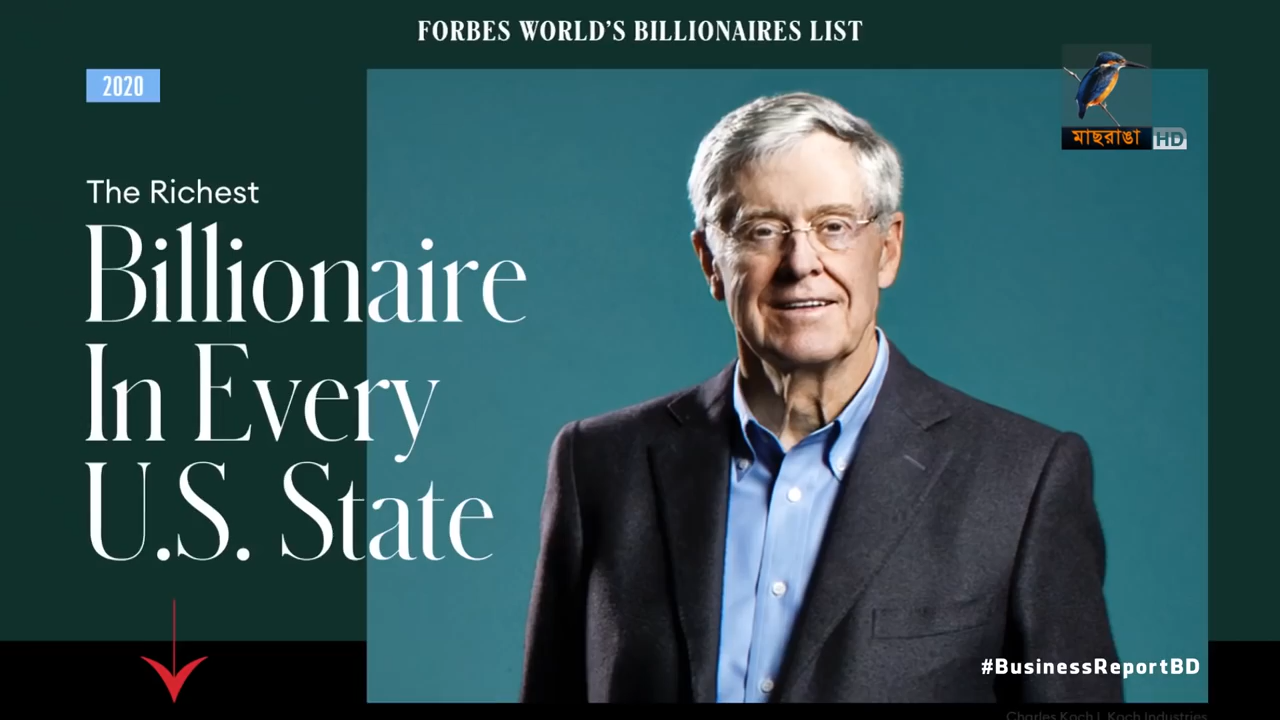 FORBES WORLD'S BILLIONAIRES LIST
2020
মাছরাঙা HD
The Richest
Billionaire
In Every
U.S. State
#BusinessReportBD
Charles Koch | Koch Industries